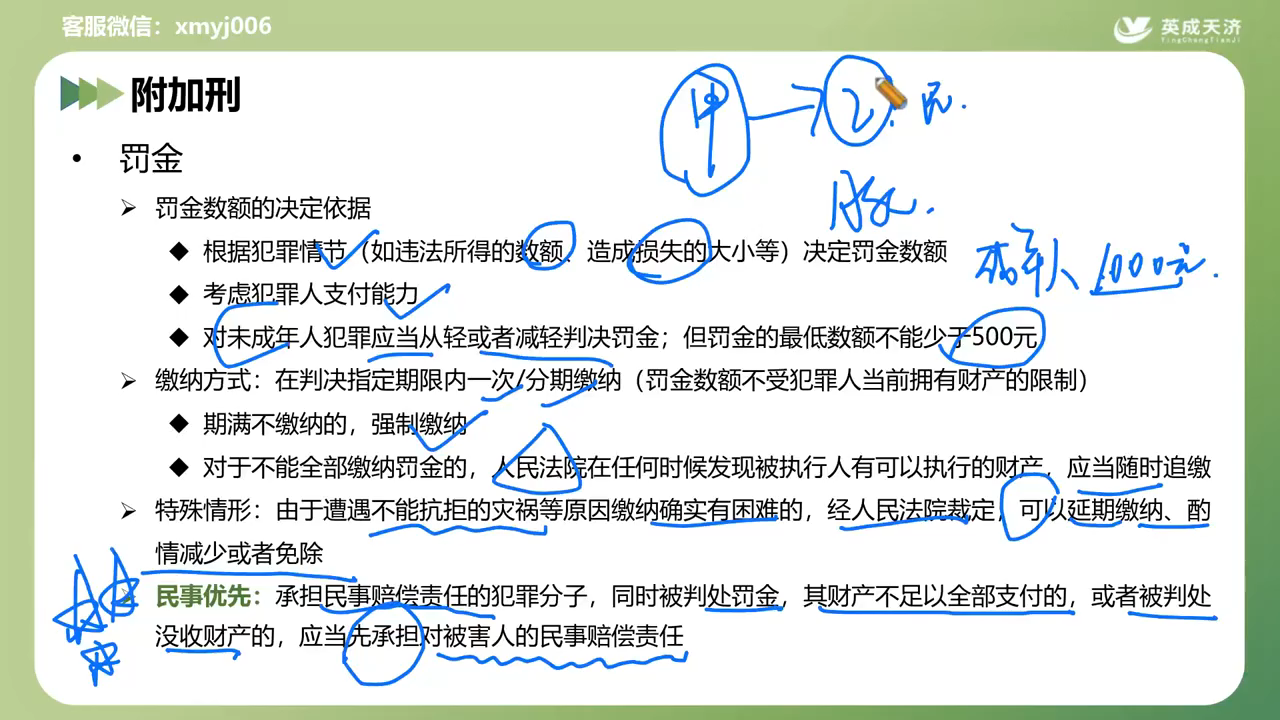 客服微信：xmyj006
英成天济
YingChengTianJi
附加刑
甲 → 乙. 民.
• 罚金
➢ 罚金数额的决定依据
◆ 根据犯罪情节（如违法所得的数额、造成损失的大小等）决定罚金数额
成年人 1000元.
◆ 考虑犯罪人支付能力
◆ 对未成年人犯罪应当从轻或者减轻判决罚金；但罚金的最低数额不能少于500元
➢ 缴纳方式：在判决指定期限内一次/分期缴纳（罚金数额不受犯罪人当前拥有财产的限制）
◆ 期满不缴纳的，强制缴纳
◆ 对于不能全部缴纳罚金的，人民法院在任何时候发现被执行人有可以执行的财产，应当随时追缴
➢ 特殊情形：由于遭遇不能抗拒的灾祸等原因缴纳确实有困难的，经人民法院裁定，可以延期缴纳、酌
情减少或者免除
➢ 民事优先：承担民事赔偿责任的犯罪分子，同时被判处罚金，其财产不足以全部支付的，或者被判处
没收财产的，应当先承担对被害人的民事赔偿责任